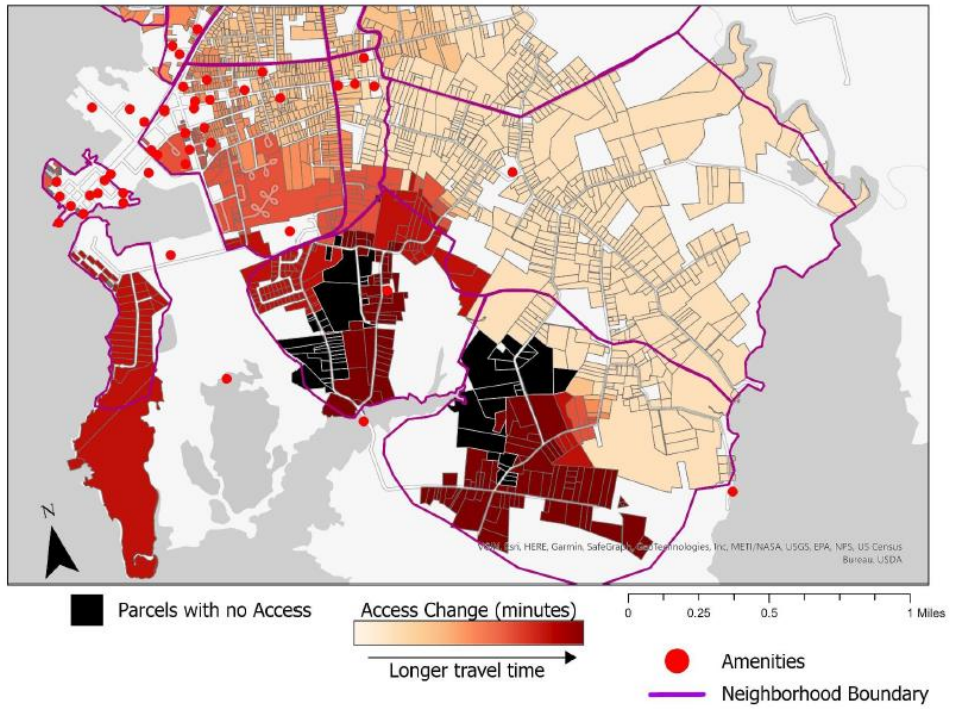 N
Esri, HERE, Garmin, SafeGraph, GeoTechnologies, Inc, METI/NASA, USGS, EPA, NPS, US Census
Bureau, USDA
Parcels with no Access
Access Change (minutes)
Longer travel time
0 0.25 0.5 1 Miles
Amenities
Neighborhood Boundary